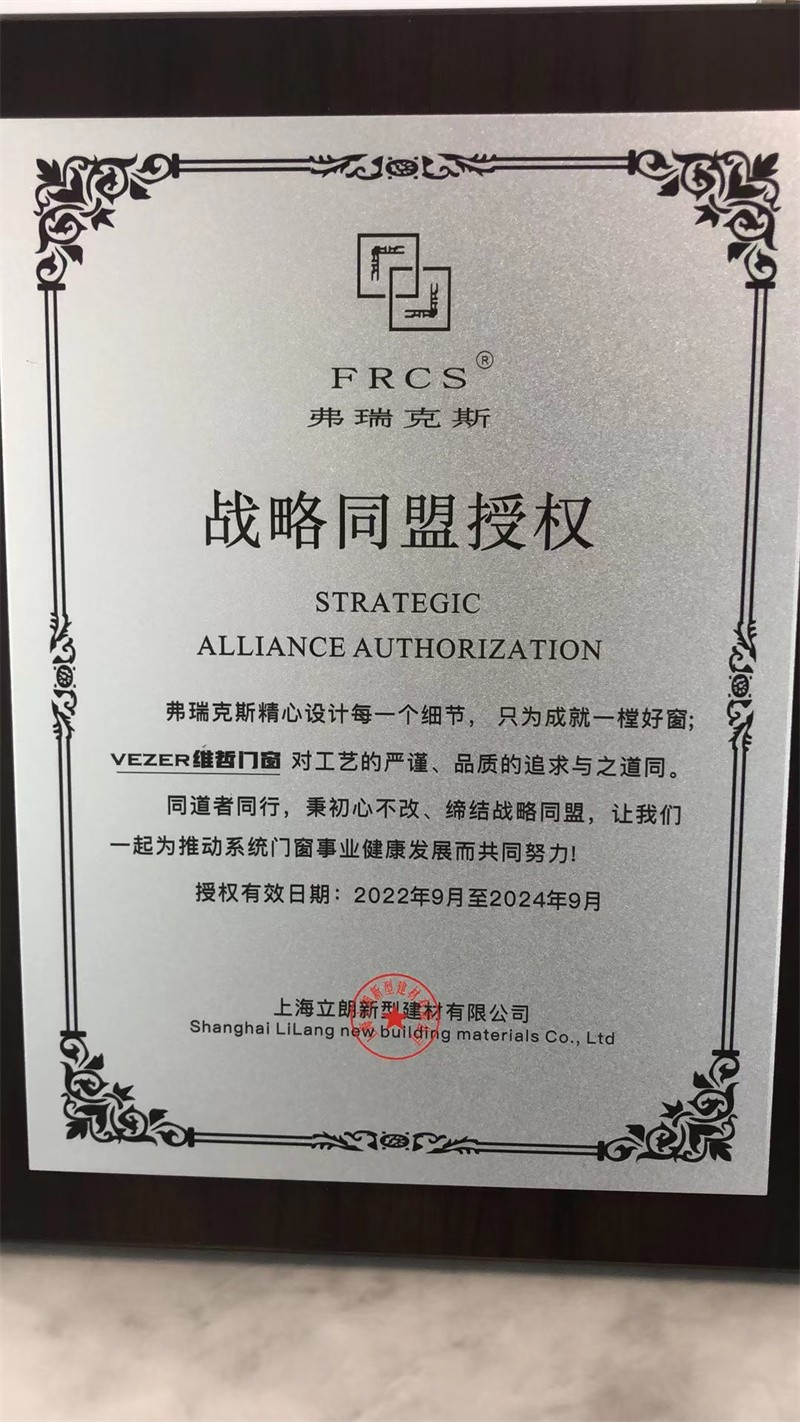 FRCS®
弗瑞克斯
战略同盟授权
STRATEGIC
ALLIANCE AUTHORIZATION
弗瑞克斯精心设计每一个细节，只为成就一樘好窗;
VEZER维哲门窗 对工艺的严谨、品质的追求与之道同。
同道者同行，秉初心不改、缔结战略同盟，让我们
一起为推动系统门窗事业健康发展而共同努力!
授权有效日期：2022年9月至2024年9月
上海立朗新型建材有限公司
Shanghai LiLang new building materials Co., Ltd